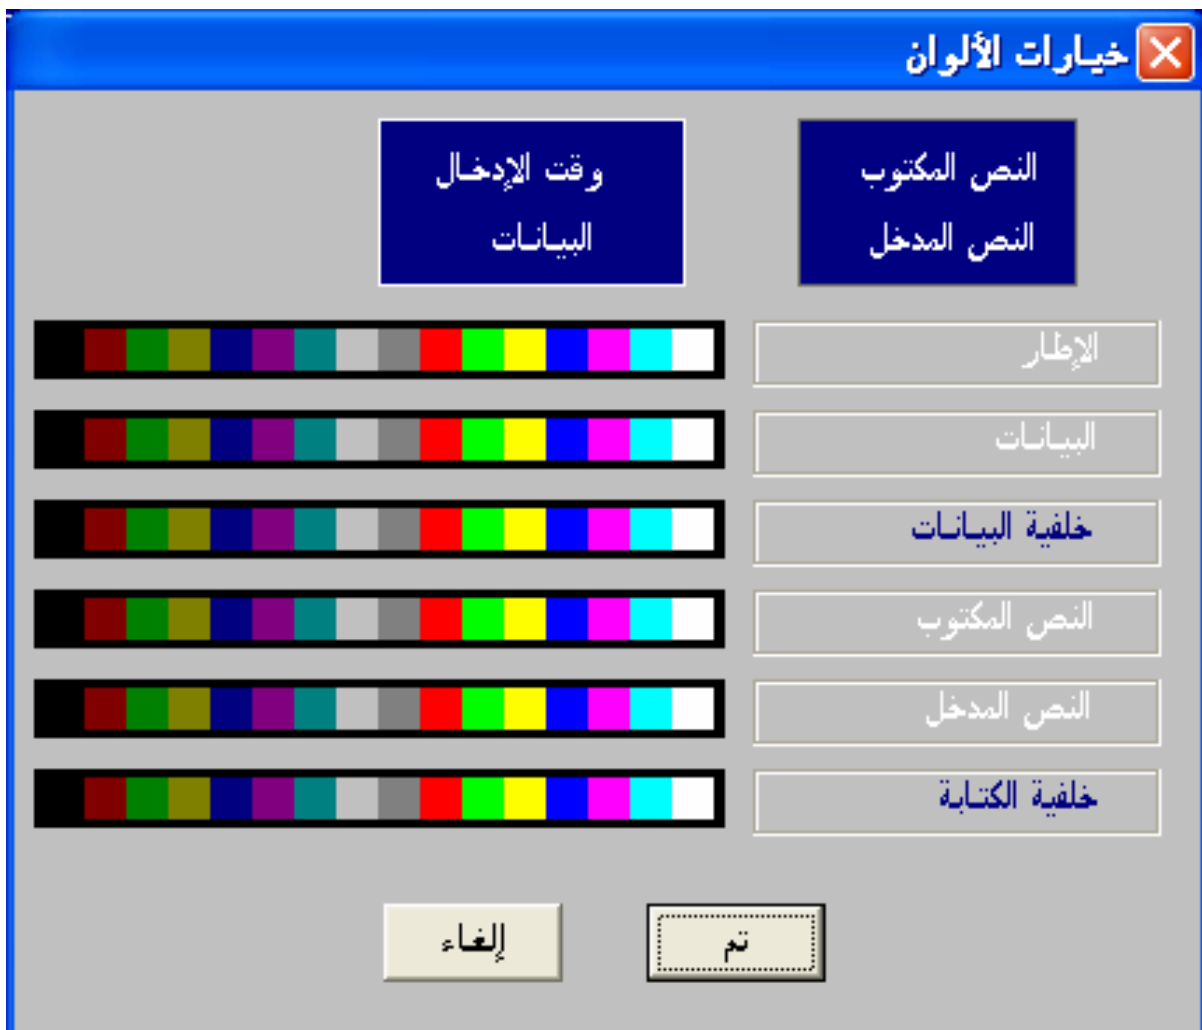 خيارات الألوان
النص المكتوب
النص المدخل
وقت الإدخال
البيانات
الإطار
البيانات
خلفية البيانات
النص المكتوب
النص المدخل
خلفية الكتابة
تم
إلغاء